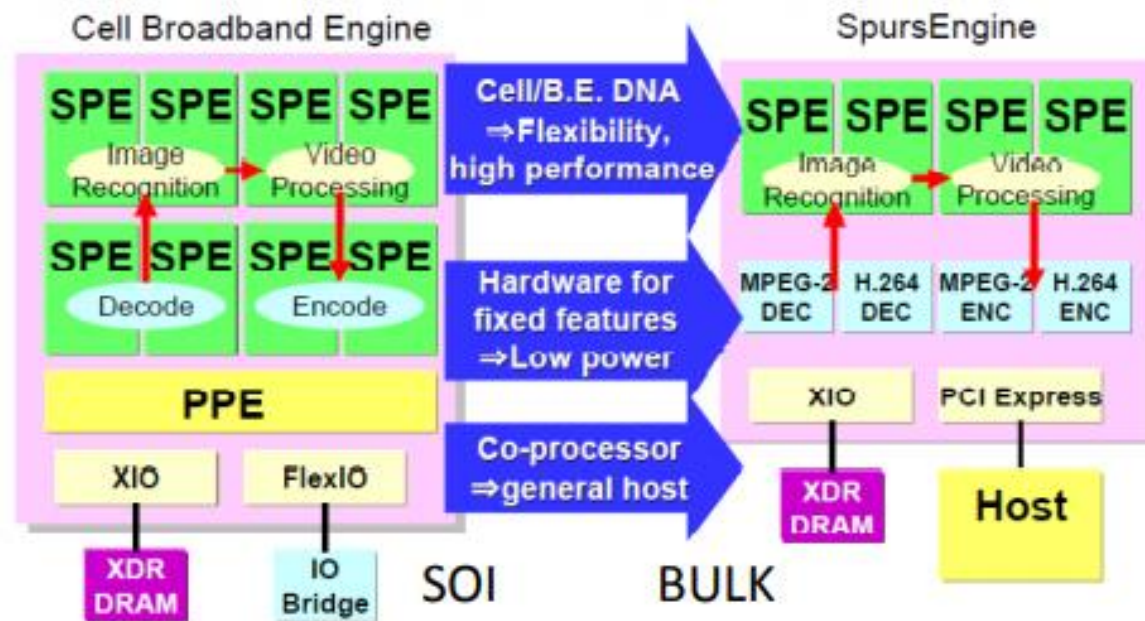 Cell Broadband Engine
SPE SPE SPE SPE
Image
Recognition
Video
Processing
SPE SPE SPE SPE
Decode
Encode
PPE
XIO
FlexIO
XDR
DRAM
IO
Bridge
Cell/B.E. DNA
⇒Flexibility,
high performance
Hardware for
fixed features
⇒Low power
Co-processor
⇒general host
SOI
BULK
SpursEngine
SPE SPE SPE SPE
Image
Recognition
Video
Processing
MPEG-2
DEC
H.264
DEC
MPEG-2
ENC
H.264
ENC
XIO
PCI Express
XDR
DRAM
Host